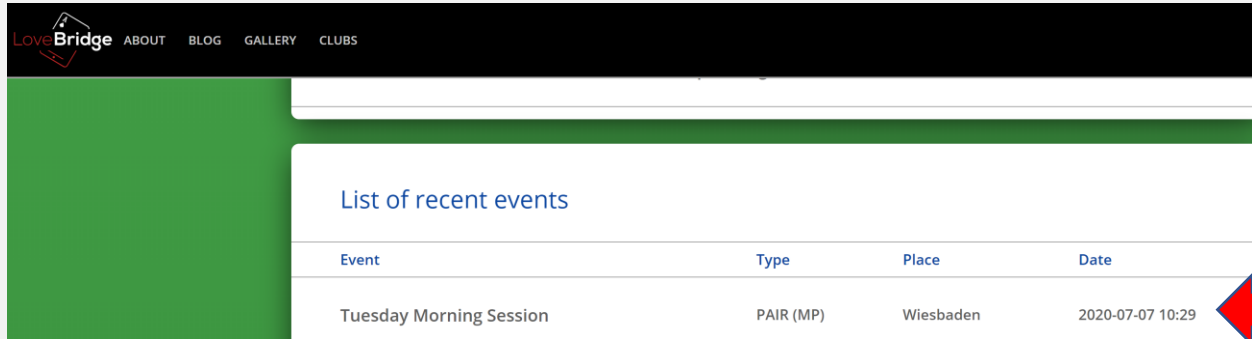 LoveBridge ABOUT BLOG GALLERY CLUBS
List of recent events
Event Type Place Date
Tuesday Morning Session PAIR (MP) Wiesbaden 2020-07-07 10:29